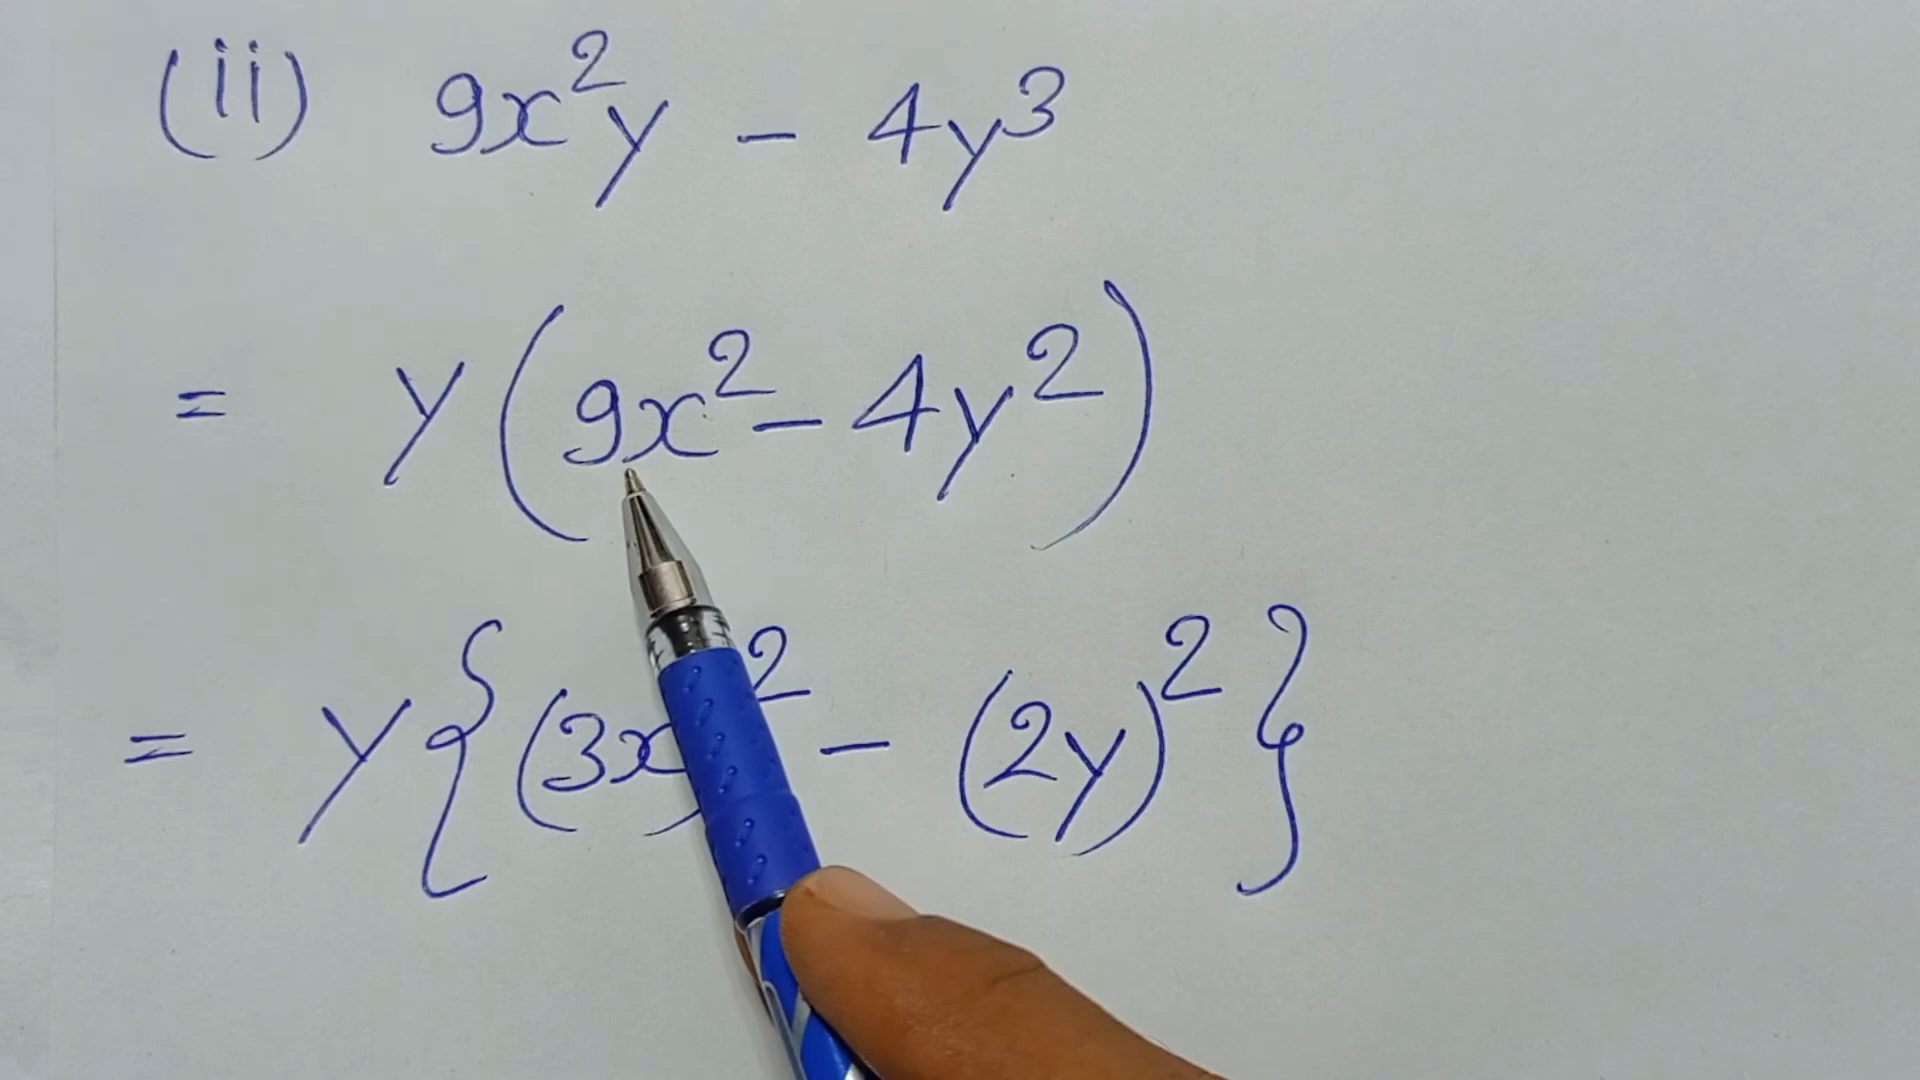 (ii) 9x²y - 4y³
= y(9x² - 4y²)
= y{(3x)² - (2y)²}